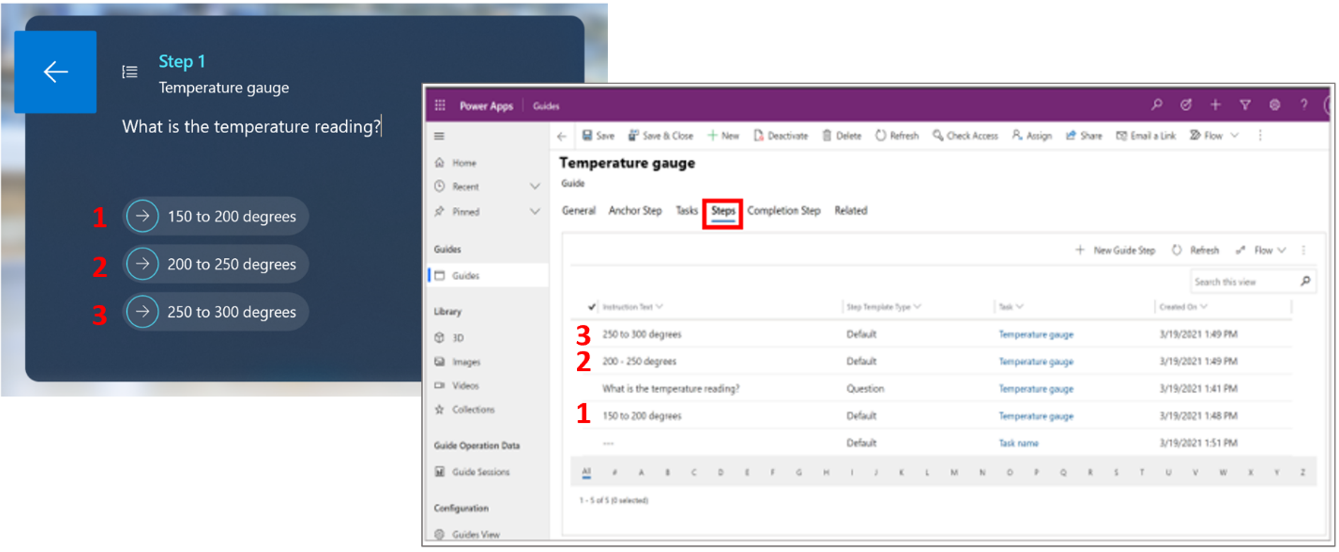 Step 1
Temperature gauge
What is the temperature reading?
1 150 to 200 degrees
2 200 to 250 degrees
3 250 to 300 degrees
Power Apps Guides ?
Save Save & Close New Deactivate Delete Refresh Check Access Assign Share Email a Link Flow
Home
Recent
Pinned
Guides
Guides
Library
3D
Images
Videos
Collections
Guide Operation Data
Guide Sessions
Configuration
Guides View
Temperature gauge
Guide
General Anchor Step Tasks Steps Completion Step Related
New Guide Step Refresh Flow
Search this view
Instruction Text Step Template Type Task Created On
3 250 to 300 degrees Default Temperature gauge 3/19/2021 1:49 PM
2 200 - 250 degrees Default Temperature gauge 3/19/2021 1:49 PM
What is the temperature reading? Question Temperature gauge 3/19/2021 1:41 PM
1 150 to 200 degrees Default Temperature gauge 3/19/2021 1:48 PM
--- Default Task name 3/19/2021 1:51 PM
All # A B C D E F G H I J K L M N O P Q R S T U V W X Y Z
1 - 5 of 5 (0 selected)